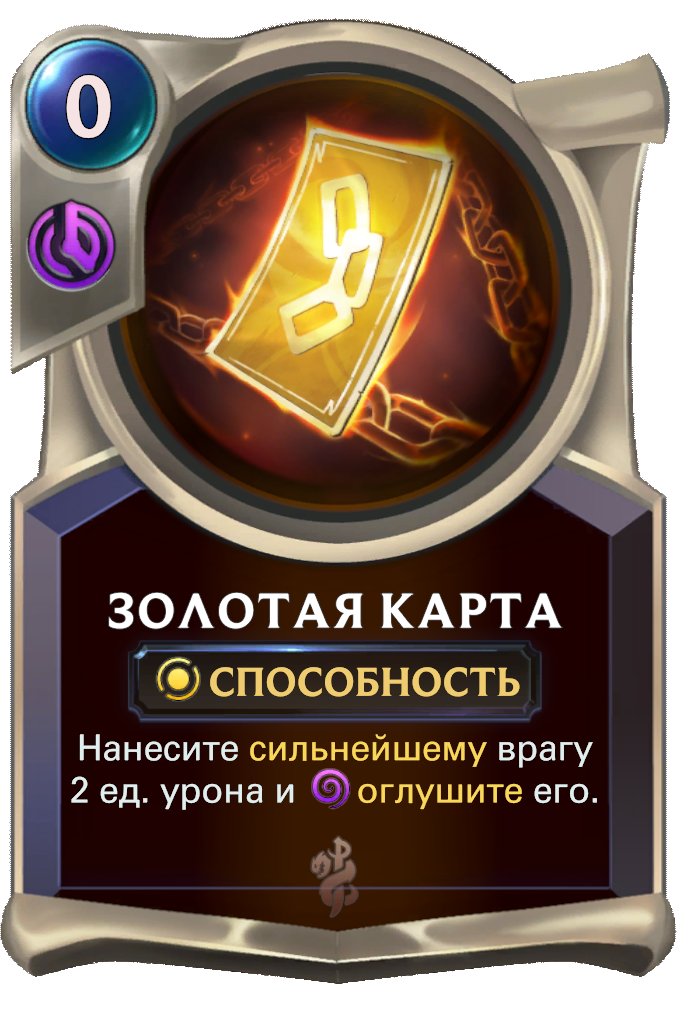 0
ЗОЛОТАЯ КАРТА
СПОСОБНОСТЬ
Нанесите сильнейшему врагу
2 ед. урона и оглушите его.